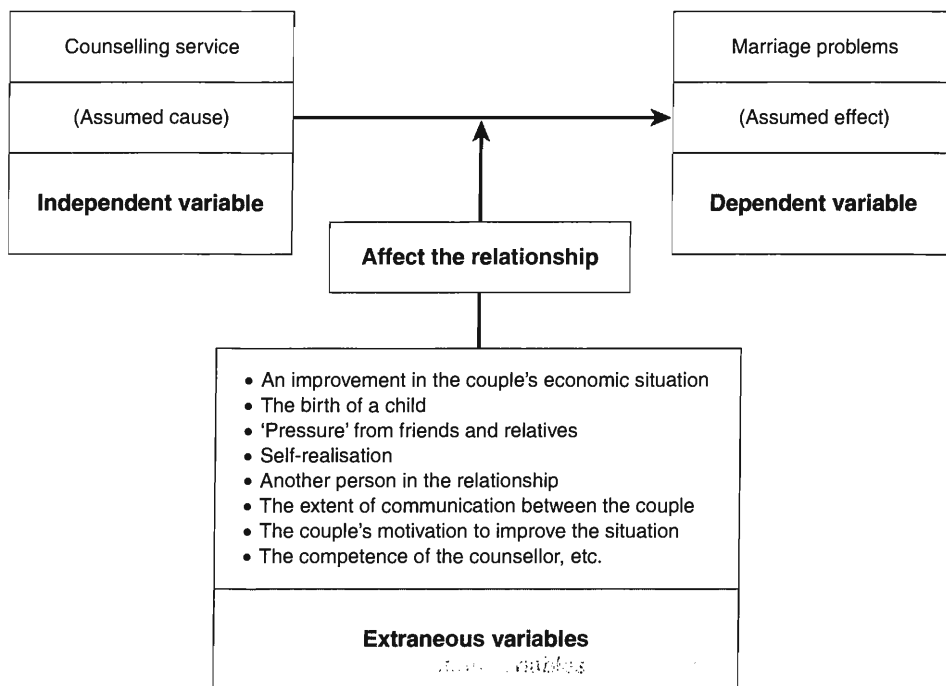 Counselling service
(Assumed cause)
Independent variable
Marriage problems
(Assumed effect)
Dependent variable
Affect the relationship
• An improvement in the couple's economic situation
• The birth of a child
• 'Pressure' from friends and relatives
• Self-realisation
• Another person in the relationship
• The extent of communication between the couple
• The couple's motivation to improve the situation
• The competence of the counsellor, etc.
Extraneous variables